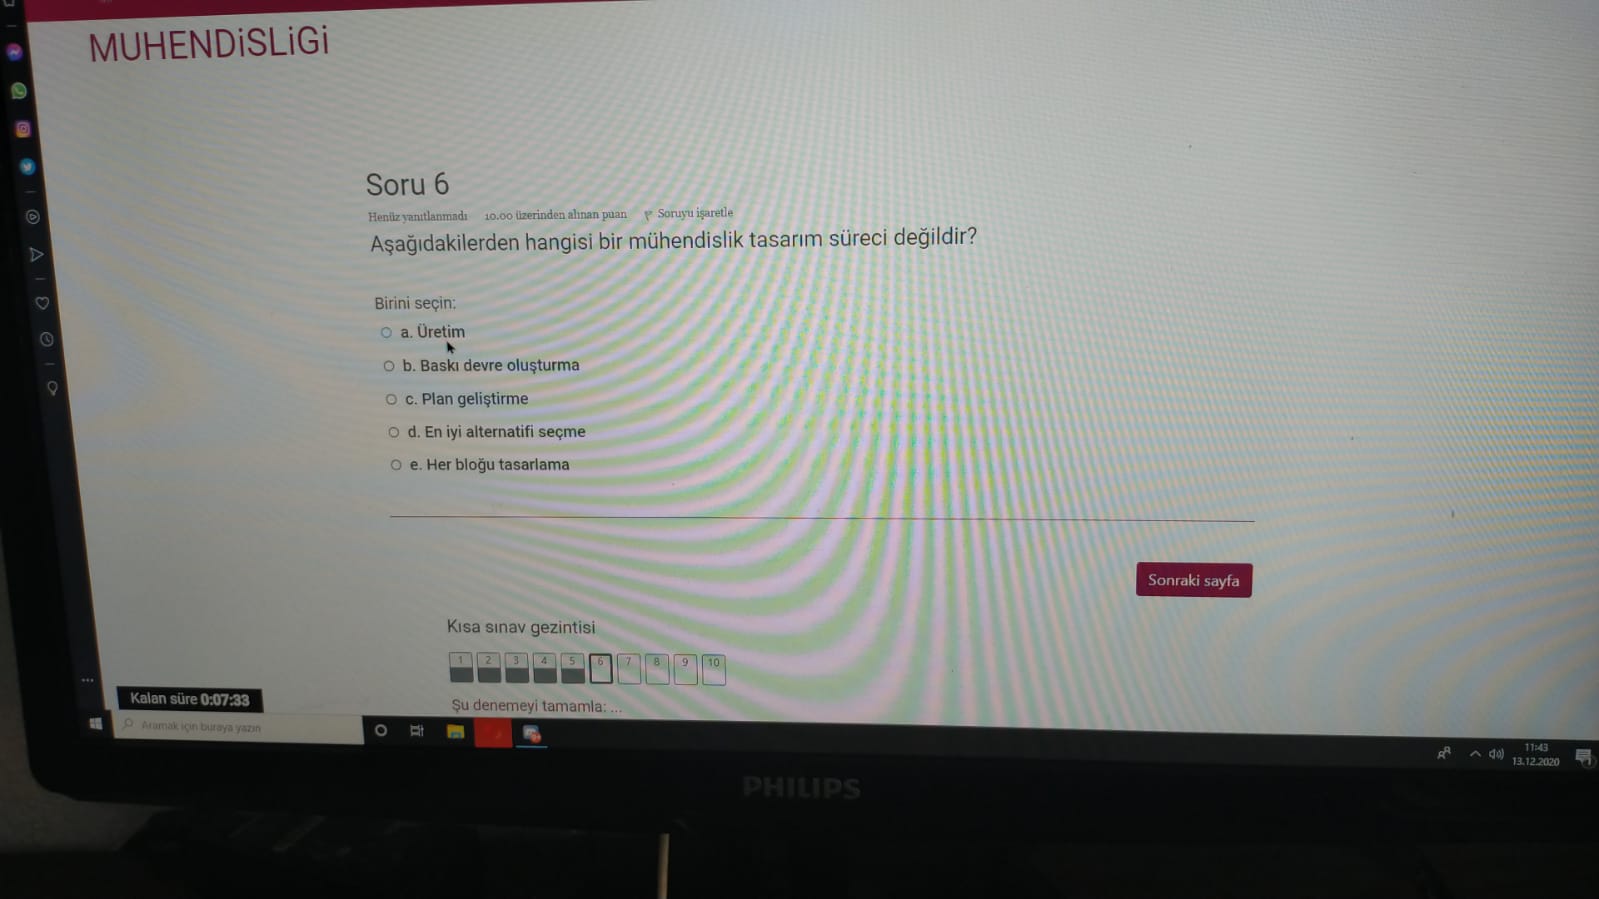 MUHENDiSLiGi
Soru 6
Henüz yanıtlanmadı 10.00 üzerinden alınan puan Soruyu işaretle
Aşağıdakilerden hangisi bir mühendislik tasarım süreci değildir?
Birini seçin:
a. Üretim
b. Baskı devre oluşturma
c. Plan geliştirme
d. En iyi alternatifi seçme
e. Her bloğu tasarlama
Sonraki sayfa
Kısa sınav gezintisi
1 2 3 4 5 6 7 8 9 10
Şu denemeyi tamamla: ...
Kalan süre 0:07:33
Aramak için buraya yazın
11:43
13.12.2020
PHILIPS